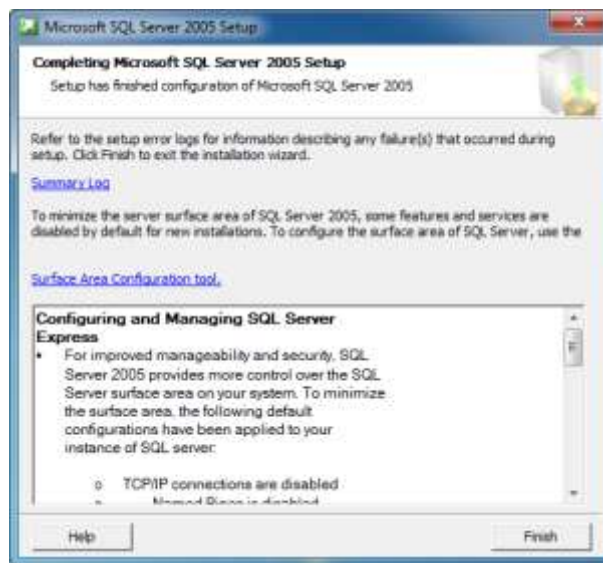 Microsoft SQL Server 2005 Setup
Completing Microsoft SQL Server 2005 Setup
Setup has finished configuration of Microsoft SQL Server 2005
Refer to the setup error logs for information describing any failure(s) that occurred during
setup. Click Finish to exit the installation wizard.
Summary Log
To minimize the server surface area of SQL Server 2005, some features and services are
disabled by default for new installations. To configure the surface area of SQL Server, use the
Surface Area Configuration tool.
Configuring and Managing SQL Server
Express
• For improved manageability and security, SQL
Server 2005 provides more control over the SQL
Server surface area on your system. To minimize
the surface area, the following default
configurations have been applied to your
instance of SQL server:
o TCP/IP connections are disabled
o Named Pipes is disabled
Help
Finish